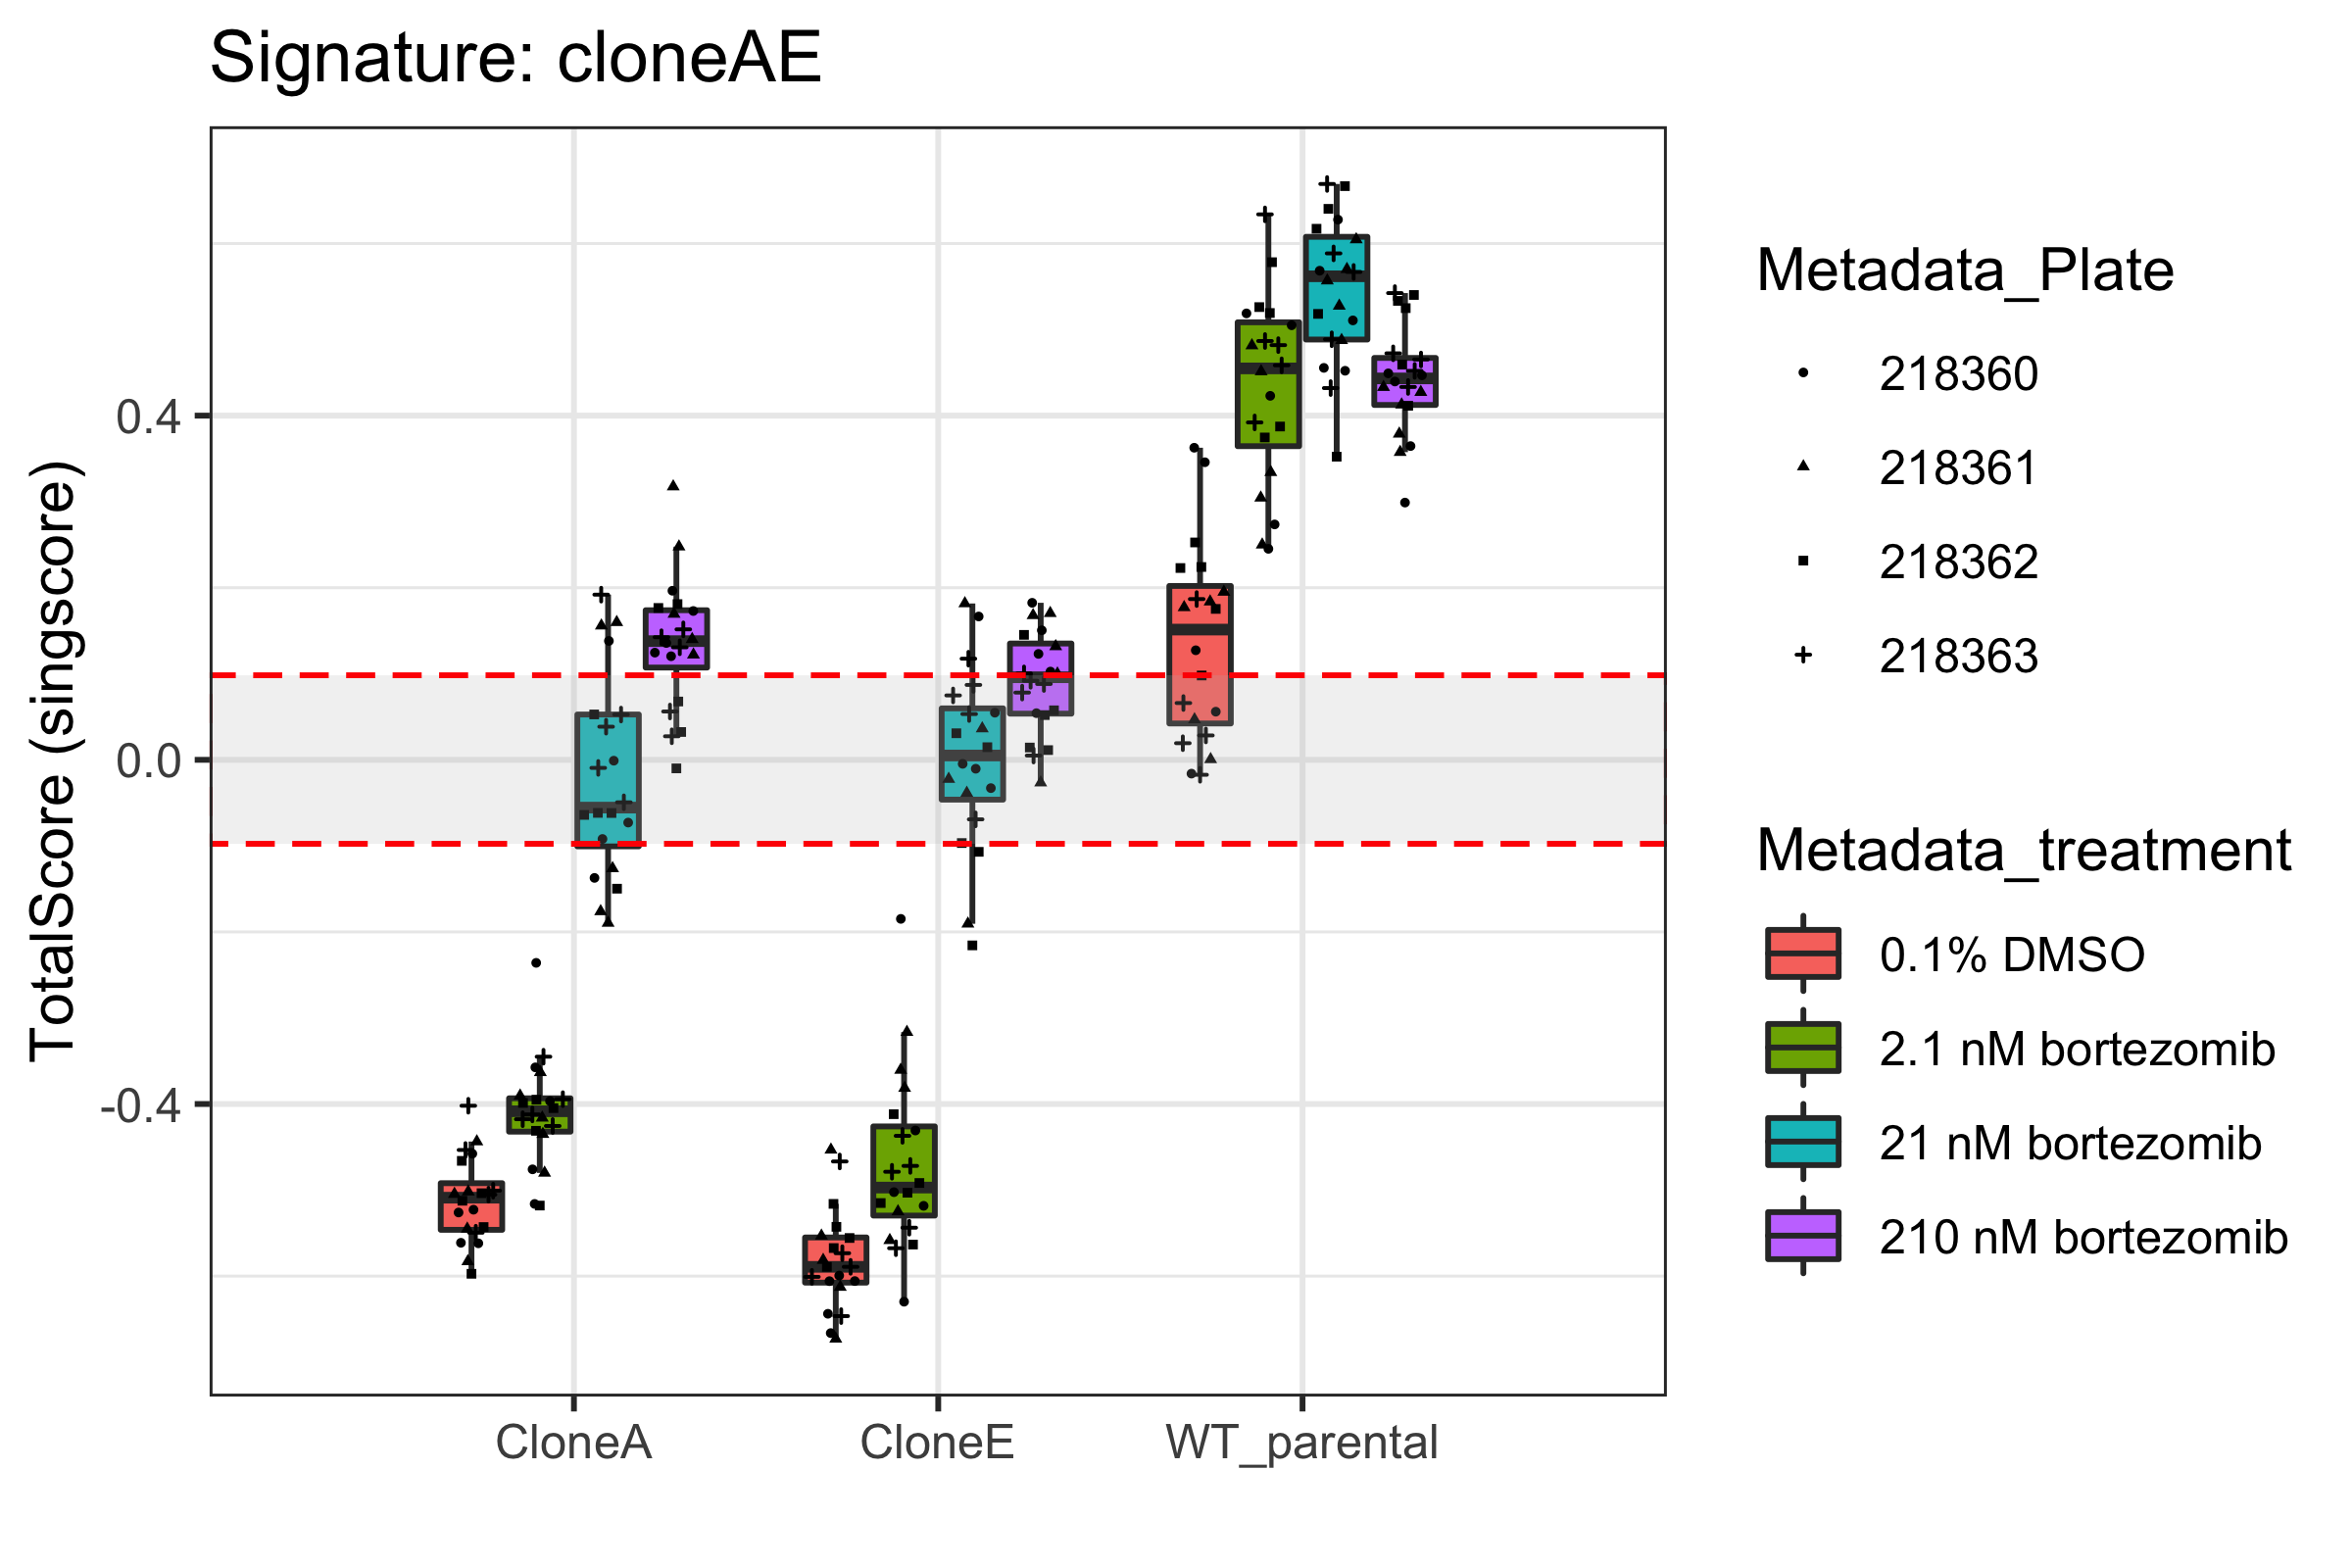 Signature: cloneAE
TotalScore (singscore)
0.4
0.0
-0.4
CloneA
CloneE
WT_parental
Metadata_Plate
218360
218361
218362
218363
Metadata_treatment
0.1% DMSO
2.1 nM bortezomib
21 nM bortezomib
210 nM bortezomib